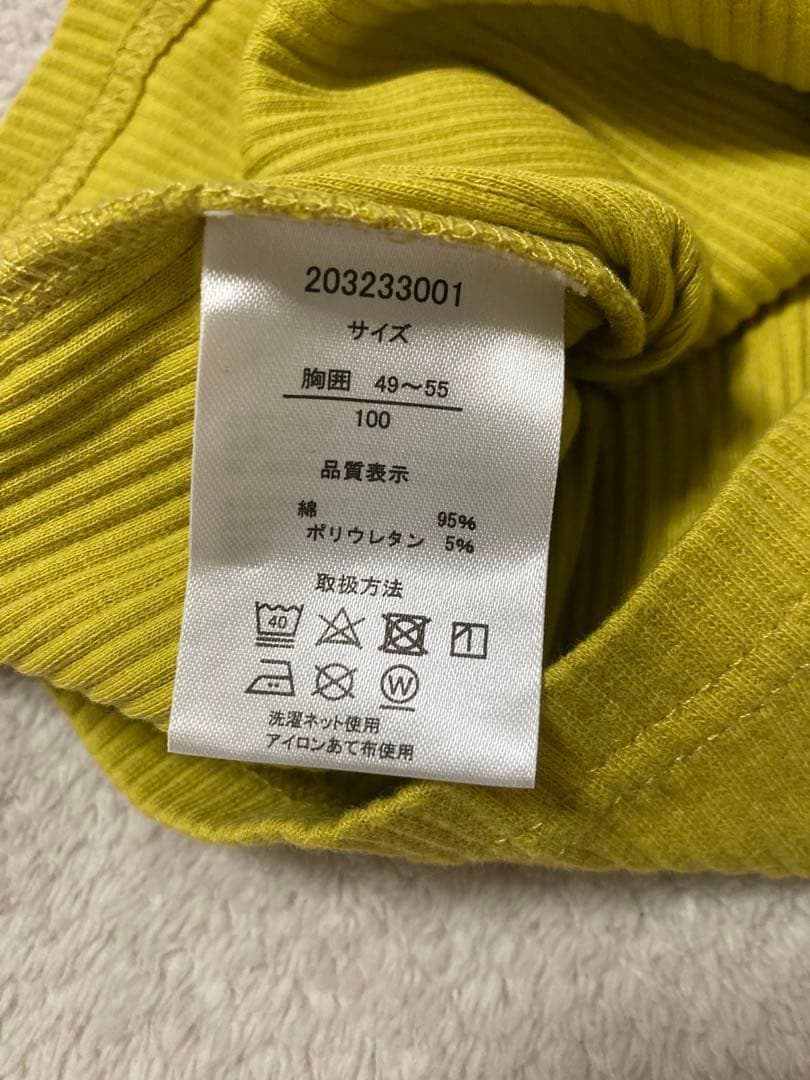 203233001
サイズ
胸囲 49～55
100
品質表示
綿 95%
ポリウレタン 5%
取扱方法
40
W
洗濯ネット使用
アイロンあて布使用